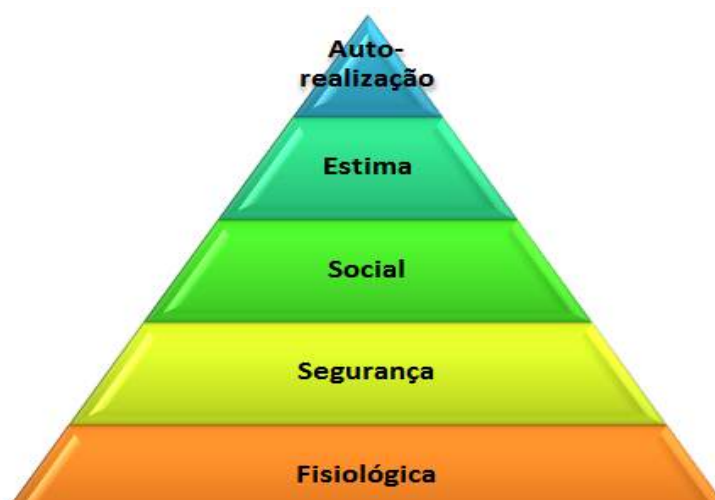 Auto-
realização
Estima
Social
Segurança
Fisiológica